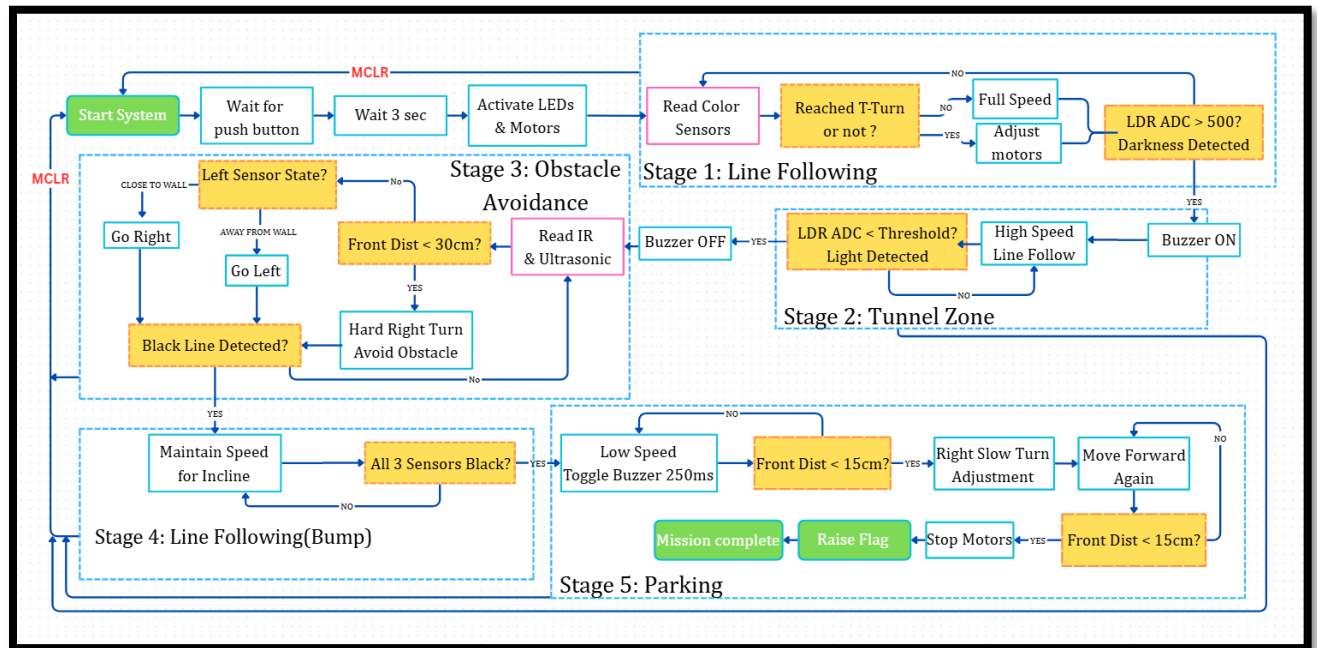 MCLR
Start System
Wait for
push button
Wait 3 sec
Activate LEDs
& Motors
Read Color
Sensors
Reached T-Turn
or not ?
NO
Full Speed
YES
Adjust
motors
NO
LDR ADC > 500?
Darkness Detected
Stage 1: Line Following
YES
Buzzer ON
High Speed
Line Follow
LDR ADC < Threshold?
Light Detected
NO
Stage 2: Tunnel Zone
YES
Buzzer OFF
Stage 3: Obstacle
Avoidance
Read IR
& Ultrasonic
Front Dist < 30cm?
No
Left Sensor State?
CLOSE TO WALL
Go Right
AWAY FROM WALL
Go Left
YES
Hard Right Turn
Avoid Obstacle
Black Line Detected?
No
MCLR
YES
Maintain Speed
for Incline
All 3 Sensors Black?
NO
Stage 4: Line Following(Bump)
YES
Low Speed
Toggle Buzzer 250ms
NO
Front Dist < 15cm?
YES
Right Slow Turn
Adjustment
Move Forward
Again
NO
Front Dist < 15cm?
YES
Stop Motors
Raise Flag
Mission complete
Stage 5: Parking